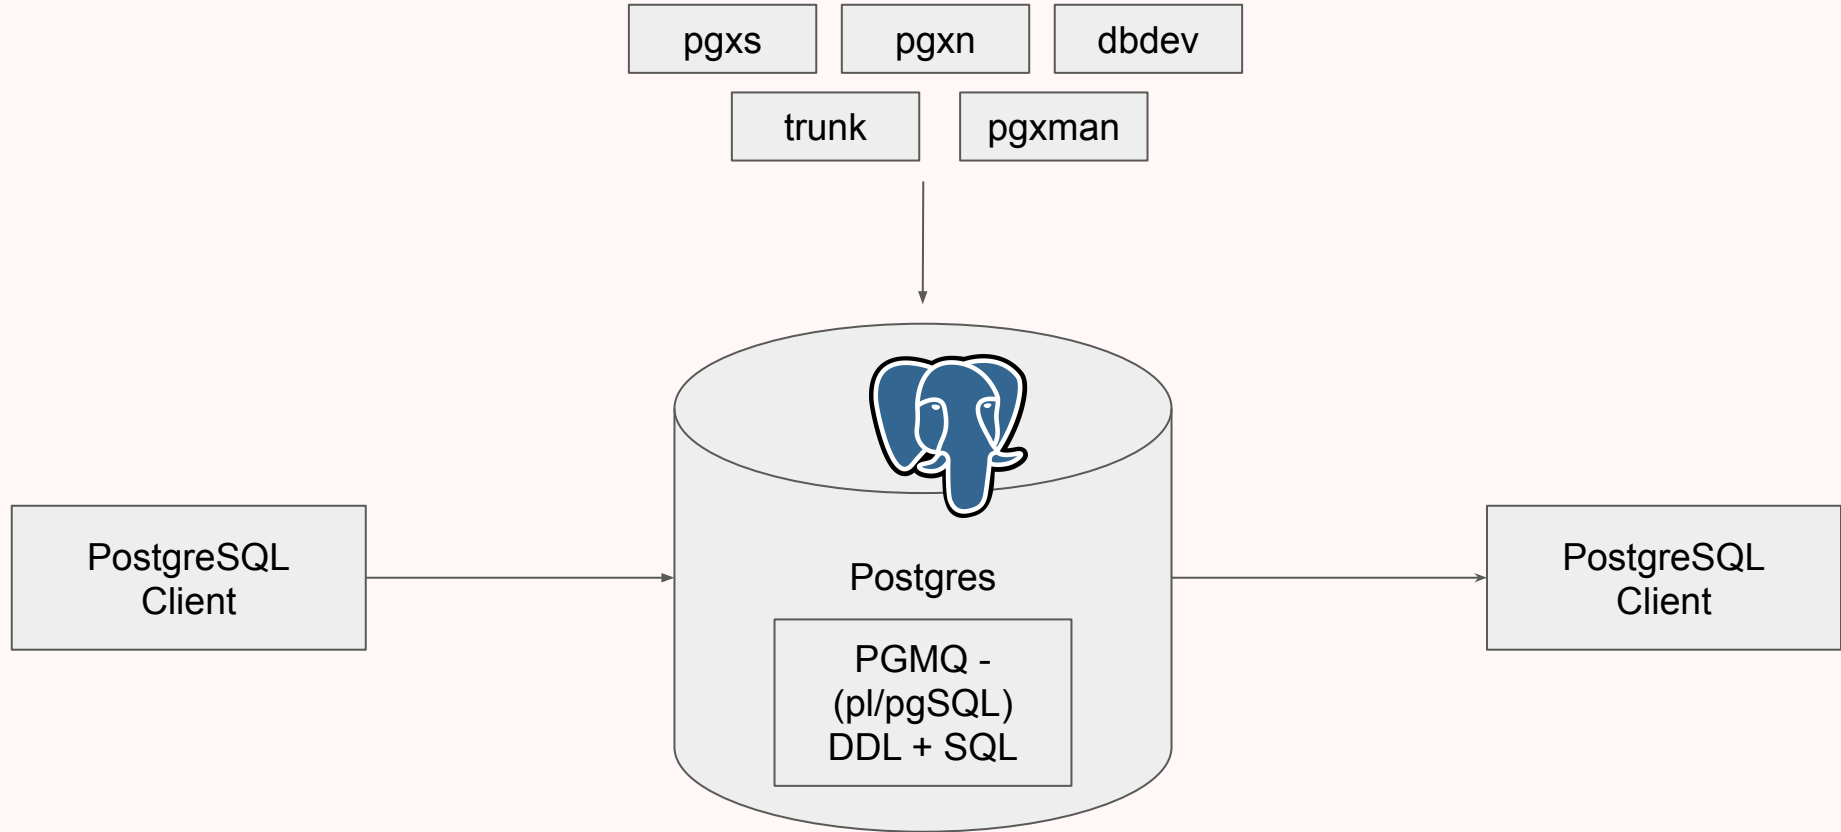 pgxs
pgxn
dbdev
trunk
pgxman
PostgreSQL
Client
Postgres
PGMQ -
(pl/pgSQL)
DDL + SQL
PostgreSQL
Client